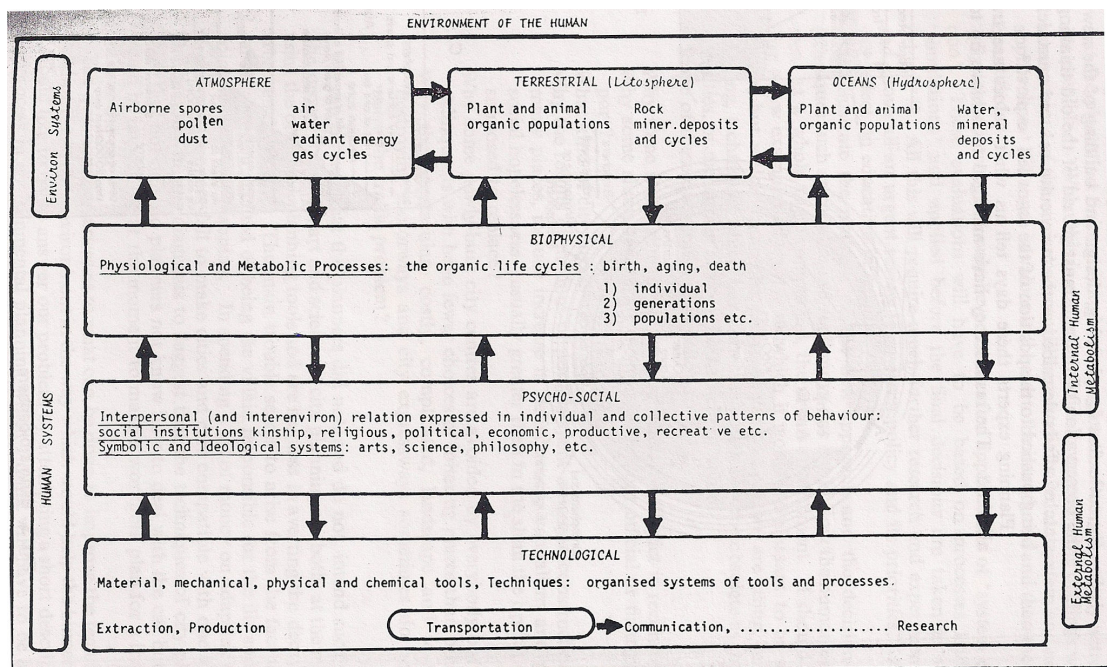 ENVIRONMENT OF THE HUMAN
Environ Systems
ATMOSPHERE
Airborne spores
pollen
dust
air
water
radiant energy
gas cycles
TERRESTRIAL (Litosphere)
Plant and animal
organic populations
Rock
miner.deposits
and cycles
OCEANS (Hydrosphere)
Plant and animal
organic populations
Water,
mineral
deposits
and cycles
HUMAN SYSTEMS
BIOPHYSICAL
Physiological and Metabolic Processes: the organic life cycles : birth, aging, death
1) individual
2) generations
3) populations etc.
Internal Human
Metabolism
PSYCHO-SOCIAL
Interpersonal (and interenviron) relation expressed in individual and collective patterns of behaviour:
social institutions kinship, religious, political, economic, productive, recreat ve etc.
Symbolic and Ideological systems: arts, science, philosophy, etc.
External Human
Metabolism
TECHNOLOGICAL
Material, mechanical, physical and chemical tools, Techniques: organised systems of tools and processes.
Extraction, Production Transportation Communication, .................... Research